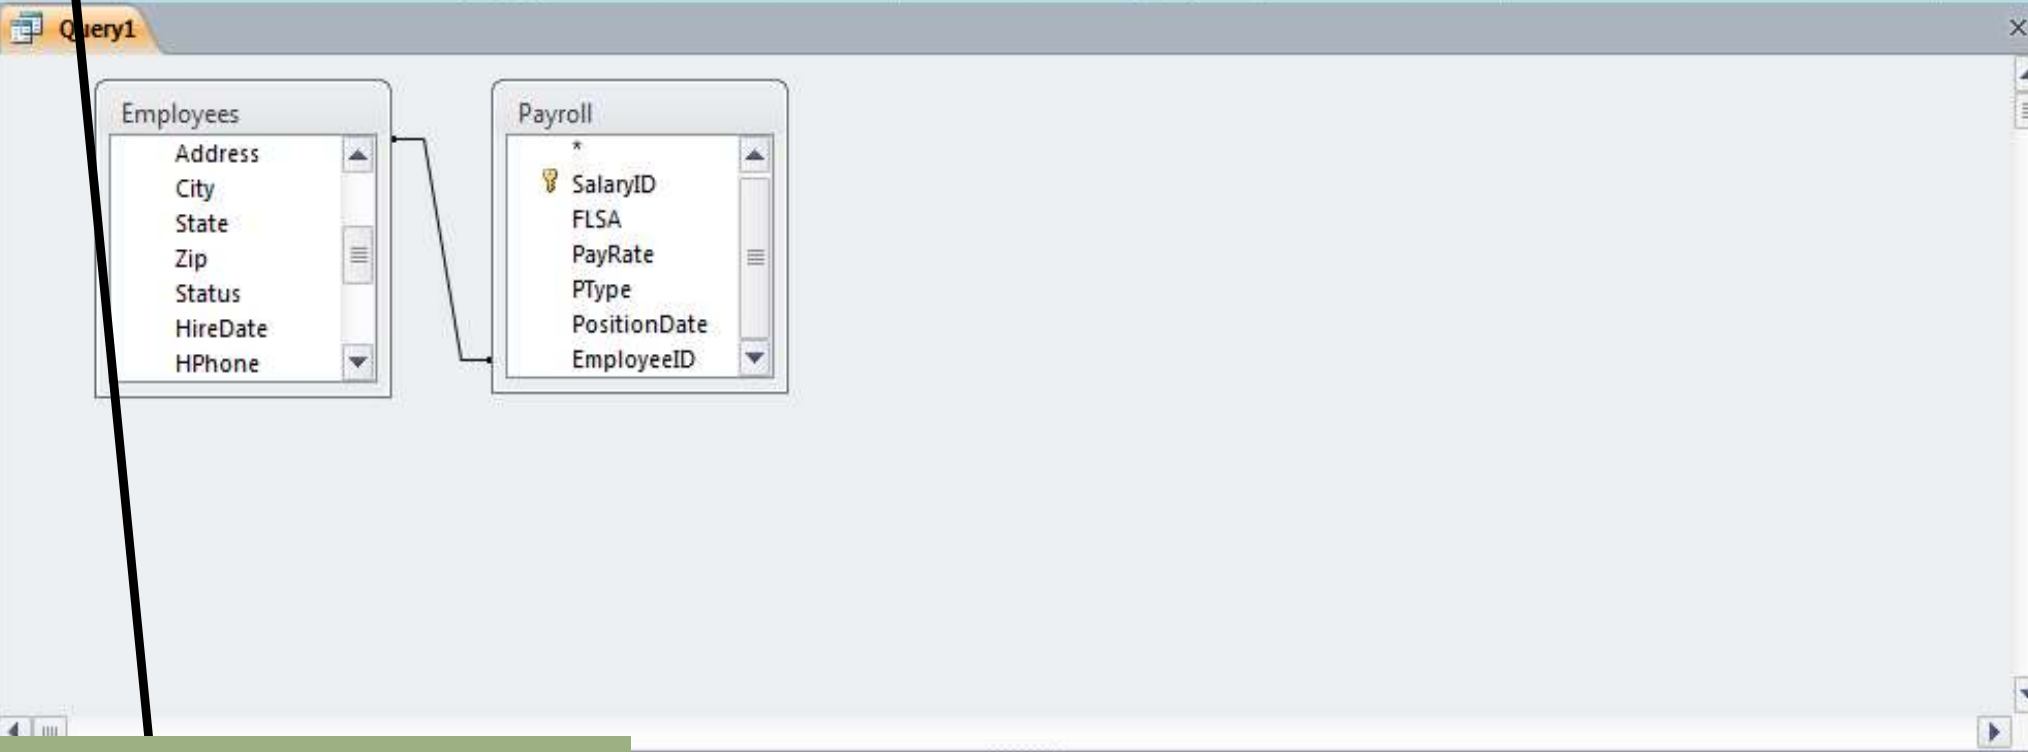 Query1
Employees
Address
City
State
Zip
Status
HireDate
HPhone
Payroll
*
SalaryID
FLSA
PayRate
PType
PositionDate
EmployeeID